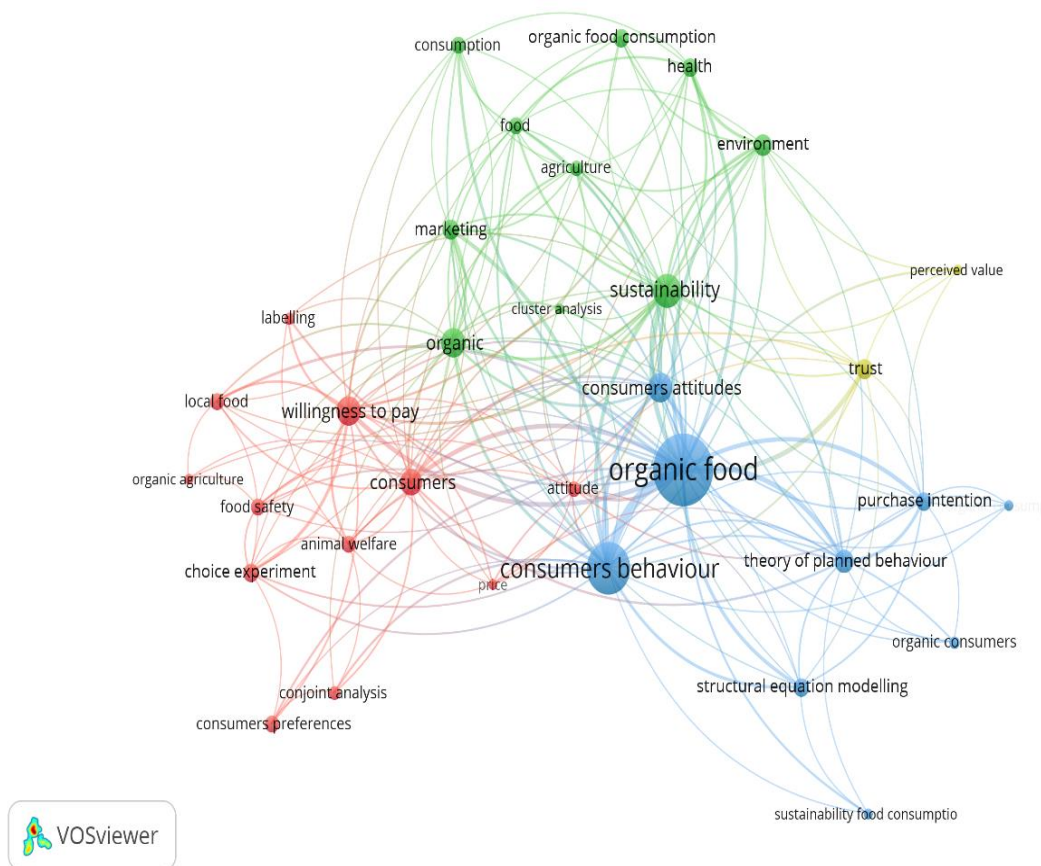 consumption
organic food consumption
health
food
environment
agriculture
marketing
perceived value
sustainability
cluster analysis
labelling
organic
trust
consumers attitudes
local food
willingness to pay
organic food
organic agriculture
consumers
attitude
food safety
purchase intention
animal welfare
choice experiment
consumers behaviour
theory of planned behaviour
price
organic consumers
structural equation modelling
conjoint analysis
consumers preferences
sustainability food consumptio
VOSviewer